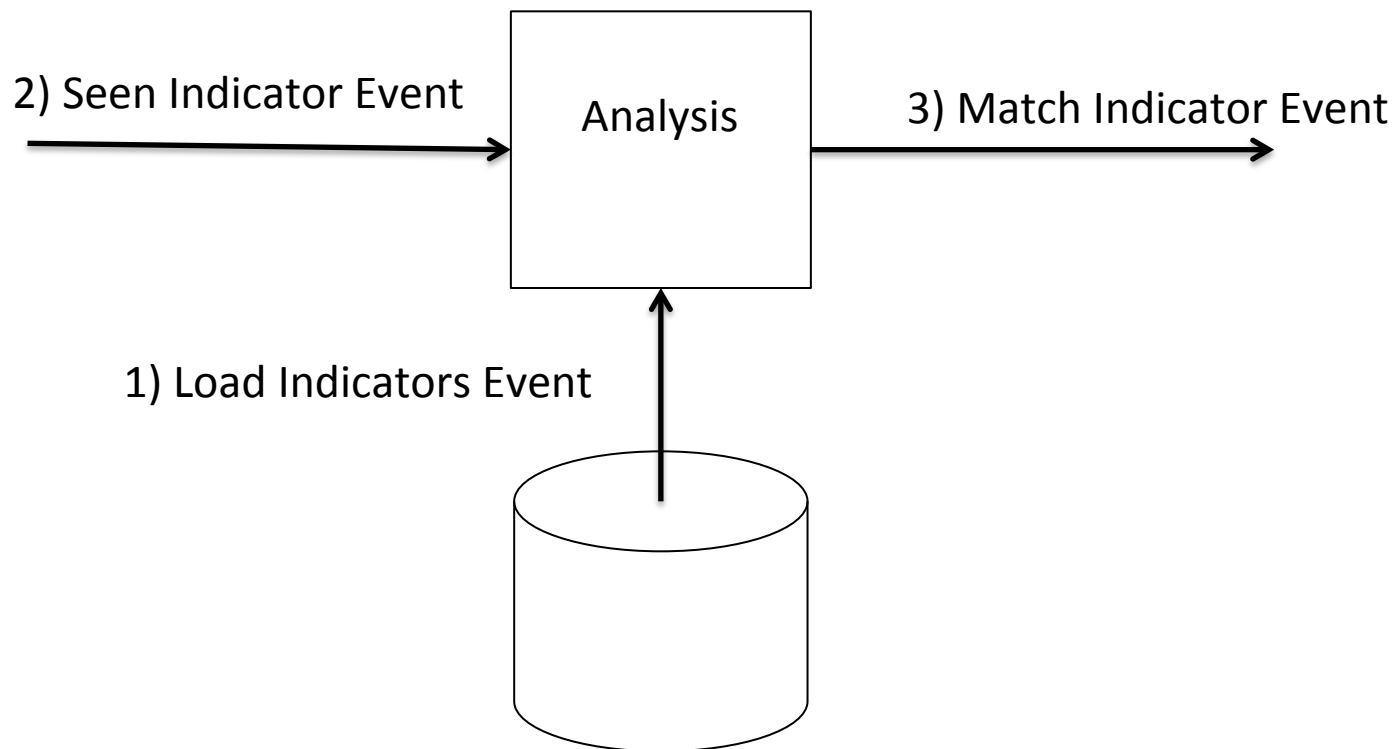 2) Seen Indicator Event
Analysis
3) Match Indicator Event
1) Load Indicators Event